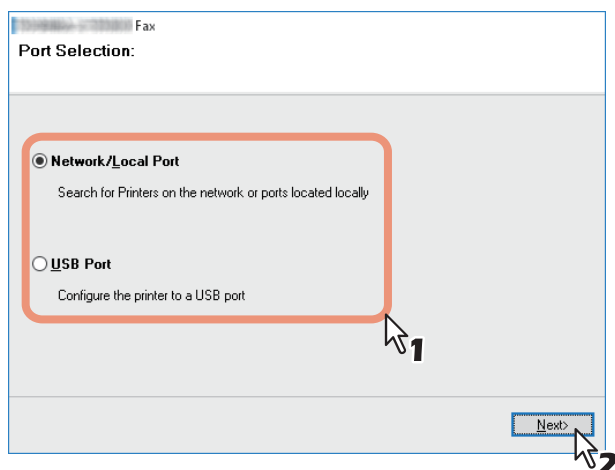 Fax
Port Selection:
Network/Local Port
Search for Printers on the network or ports located locally
USB Port
Configure the printer to a USB port
1
Next>
2